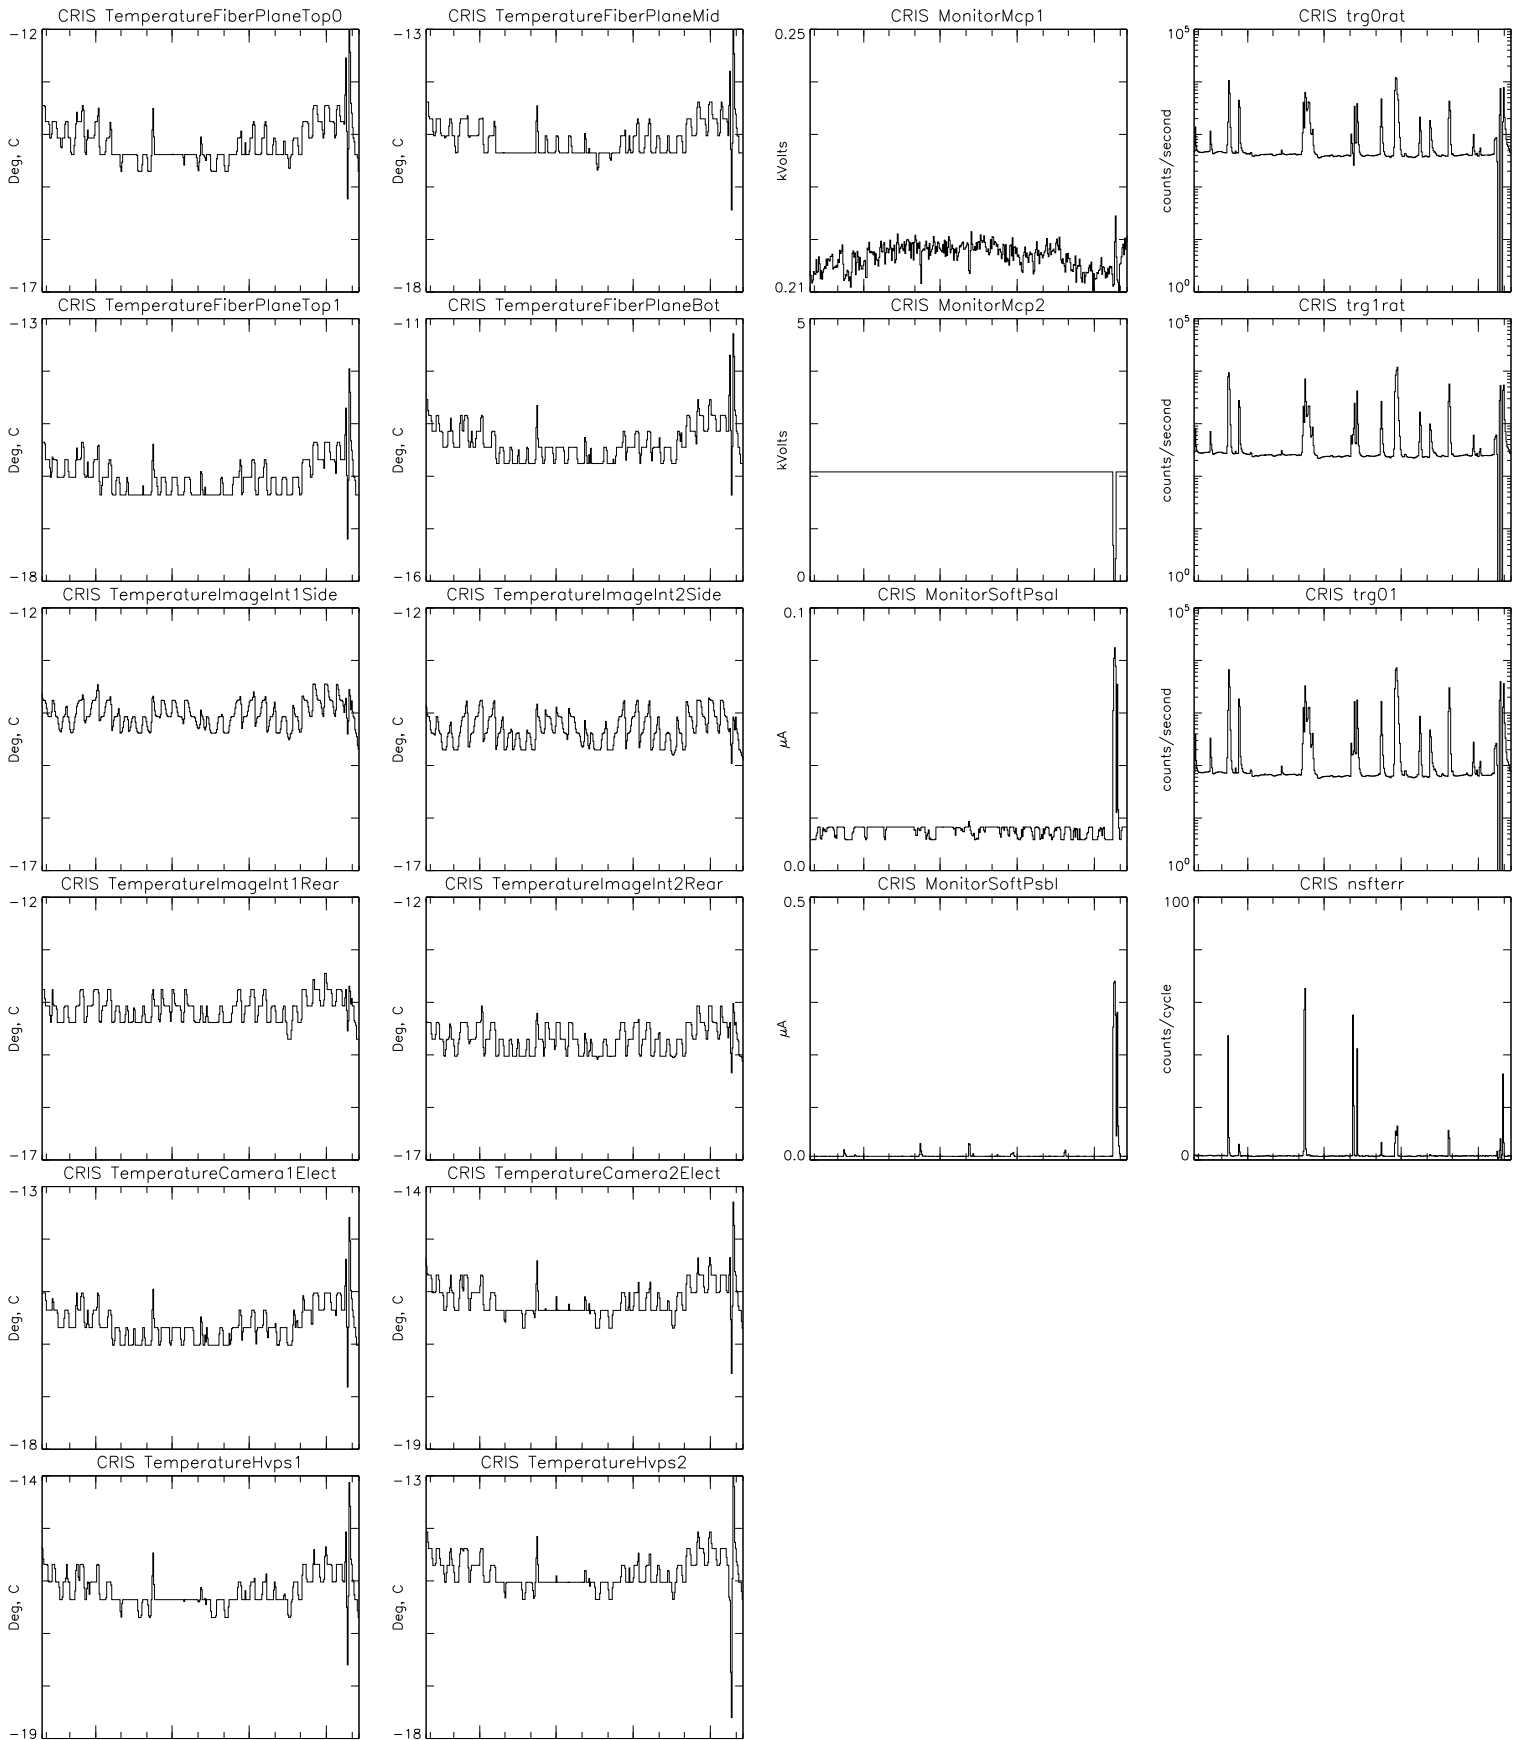 CRIS TemperatureFiberPlaneTop0
-12
Deg, C
-17
CRIS TemperatureFiberPlaneMid
-13
Deg, C
-18
CRIS MonitorMcp1
0.25
kVolts
0.21
CRIS trg0rat
10^5
counts/second
10^0
CRIS TemperatureFiberPlaneTop1
-13
Deg, C
-18
CRIS TemperatureFiberPlaneBot
-11
Deg, C
-16
CRIS MonitorMcp2
5
kVolts
0
CRIS trg1rat
10^5
counts/second
10^0
CRIS TemperatureImageInt1Side
-12
Deg, C
-17
CRIS TemperatureImageInt2Side
-12
Deg, C
-17
CRIS MonitorSoftPsaI
0.1
μA
0.0
CRIS trg01
10^5
counts/second
10^0
CRIS TemperatureImageInt1Rear
-12
Deg, C
-17
CRIS TemperatureImageInt2Rear
-12
Deg, C
-17
CRIS MonitorSoftPsbI
0.5
μA
0.0
CRIS nsfterr
100
counts/cycle
0
CRIS TemperatureCamera1Elect
-13
Deg, C
-18
CRIS TemperatureCamera2Elect
-14
Deg, C
-19
CRIS TemperatureHvps1
-14
Deg, C
-19
CRIS TemperatureHvps2
-13
Deg, C
-18